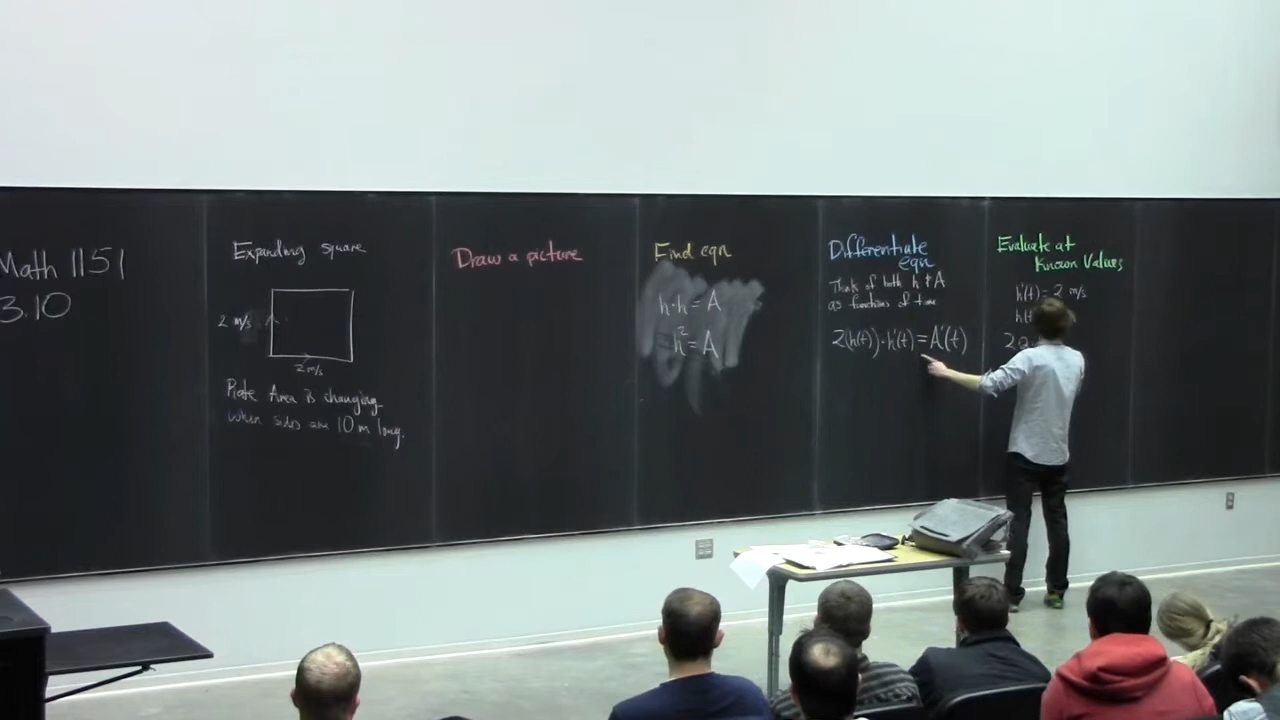 Math 1151
3.10
Expanding square
2 m/s
2 m/s
Rate Area is changing
when sides are 10 m long.
Draw a picture
Find eqn
h·h = A
h² = A
Differentiate
eqn
Think of both h & A
as functions of time
2(h(t))·h'(t) = A'(t)
Evaluate at
Known Values
h'(t) = 2 m/s
h(t
2